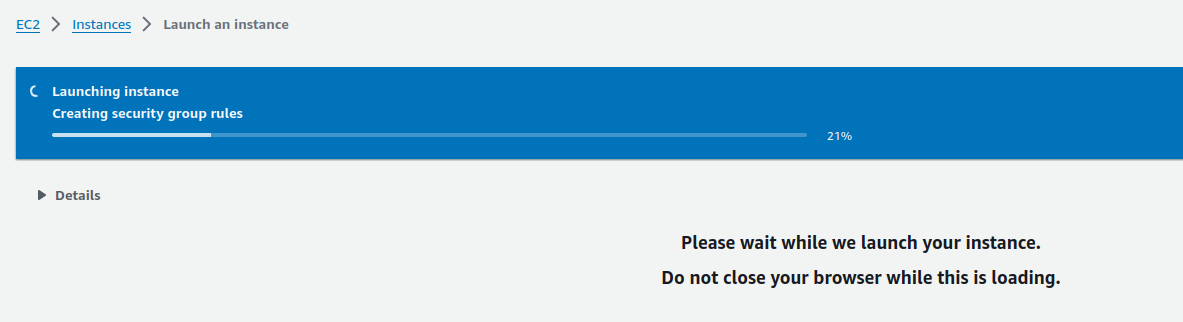 EC2 > Instances > Launch an instance
Launching instance
Creating security group rules
21%
Details
Please wait while we launch your instance.
Do not close your browser while this is loading.